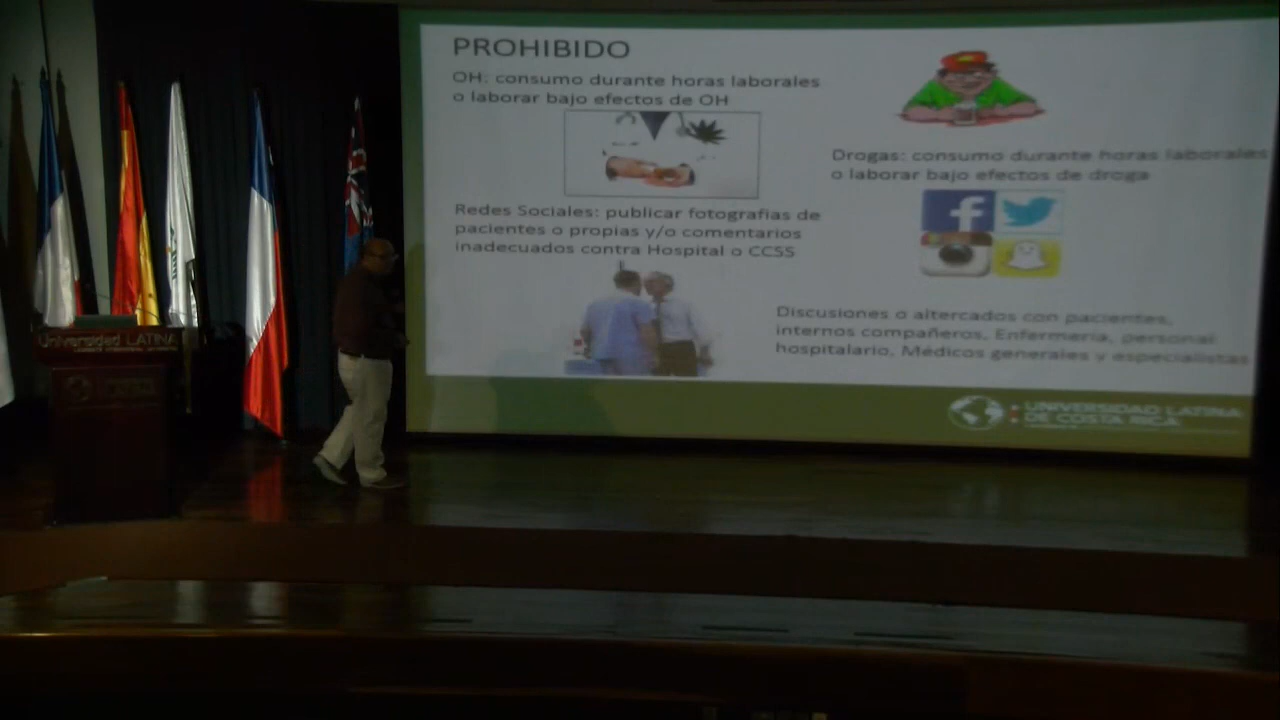 PROHIBIDO
OH: consumo durante horas laborales
o laborar bajo efectos de OH
Drogas: consumo durante horas laborales
o laborar bajo efectos de droga
Redes Sociales: publicar fotografias de
pacientes o propias y/o comentarios
inadecuados contra Hospital o CCSS
Discusiones o altercados con pacientes,
internos compañeros, Enfermería, personal
hospitalario, Médicos generales y especialistas
UNIVERSIDAD LATINA
DE COSTA RICA
Universidad LATINA